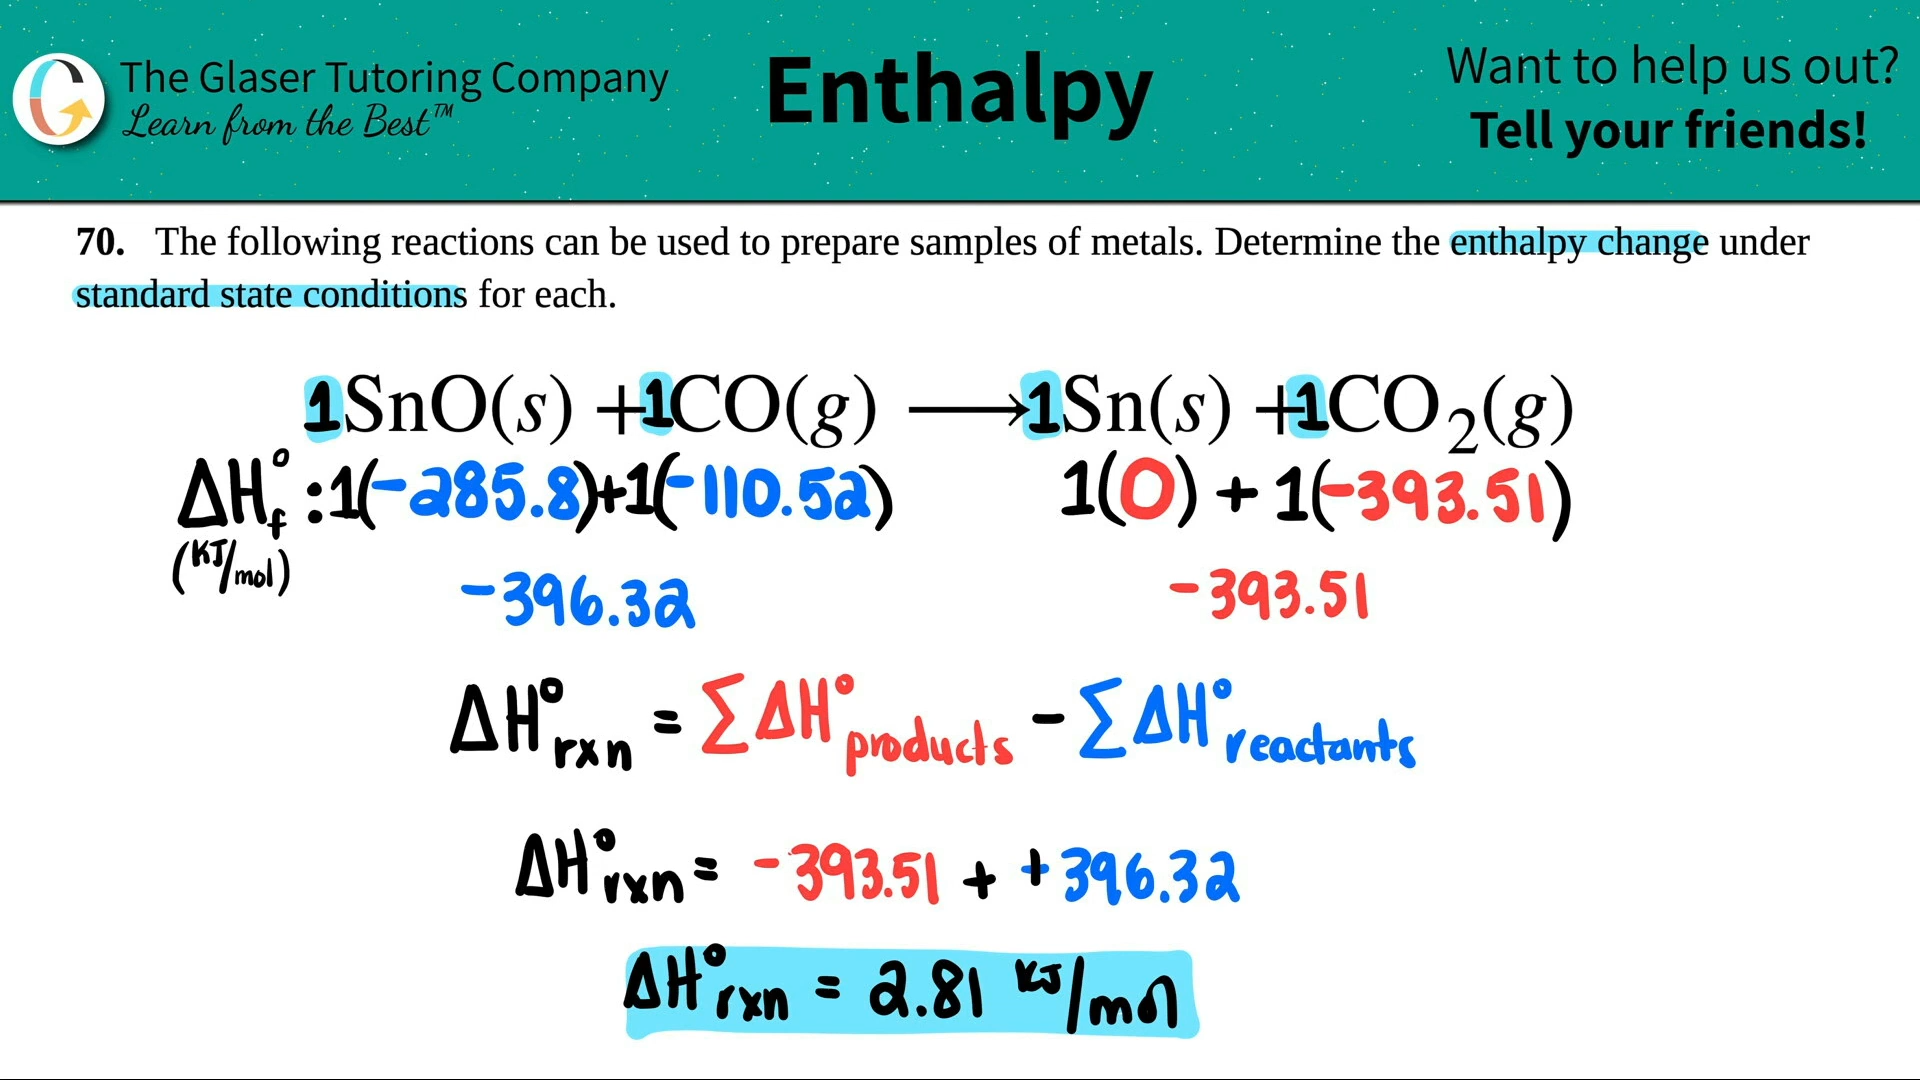 The Glaser Tutoring Company
Learn from the Best™
Enthalpy
Want to help us out?
Tell your friends!
70. The following reactions can be used to prepare samples of metals. Determine the enthalpy change under
standard state conditions for each.
1SnO(s) +1CO(g) ⟶1Sn(s) +1CO₂(g)
ΔH°f :1(-285.8)+1(-110.52) 1(0) + 1(-393.51)
(KJ/mol)
-396.32 -393.51
ΔH°rxn = ΣΔH°products - ΣΔH°reactants
ΔH°rxn = -393.51 + +396.32
ΔH°rxn = 2.81 KJ/mol